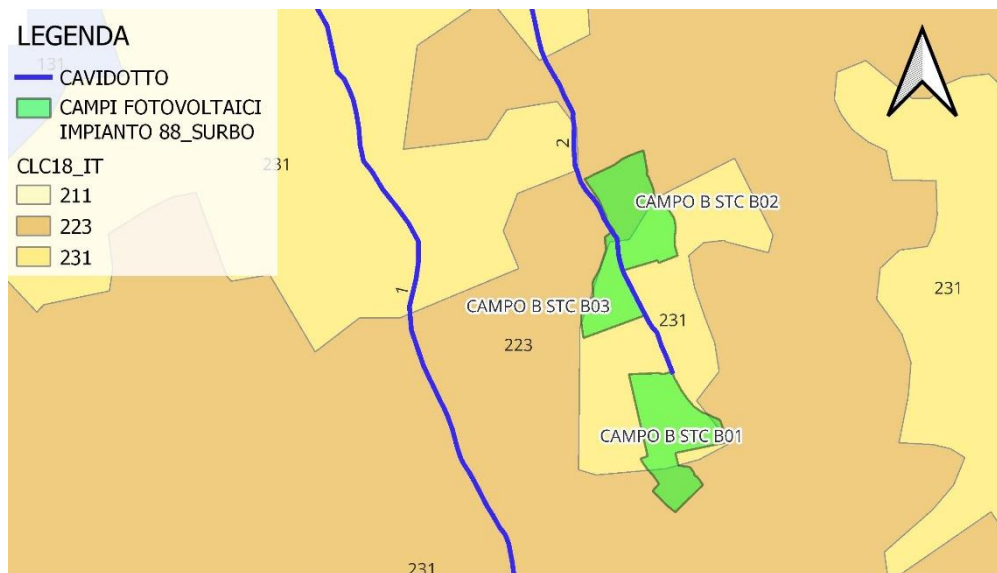 LEGENDA
131
CAVIDOTTO
CAMPI FOTOVOLTAICI
IMPIANTO 88_SURBO
CLC18_IT
211
223
231
231
2
CAMPO B STC B02
1
CAMPO B STC B03
231
231
223
CAMPO B STC B01
231